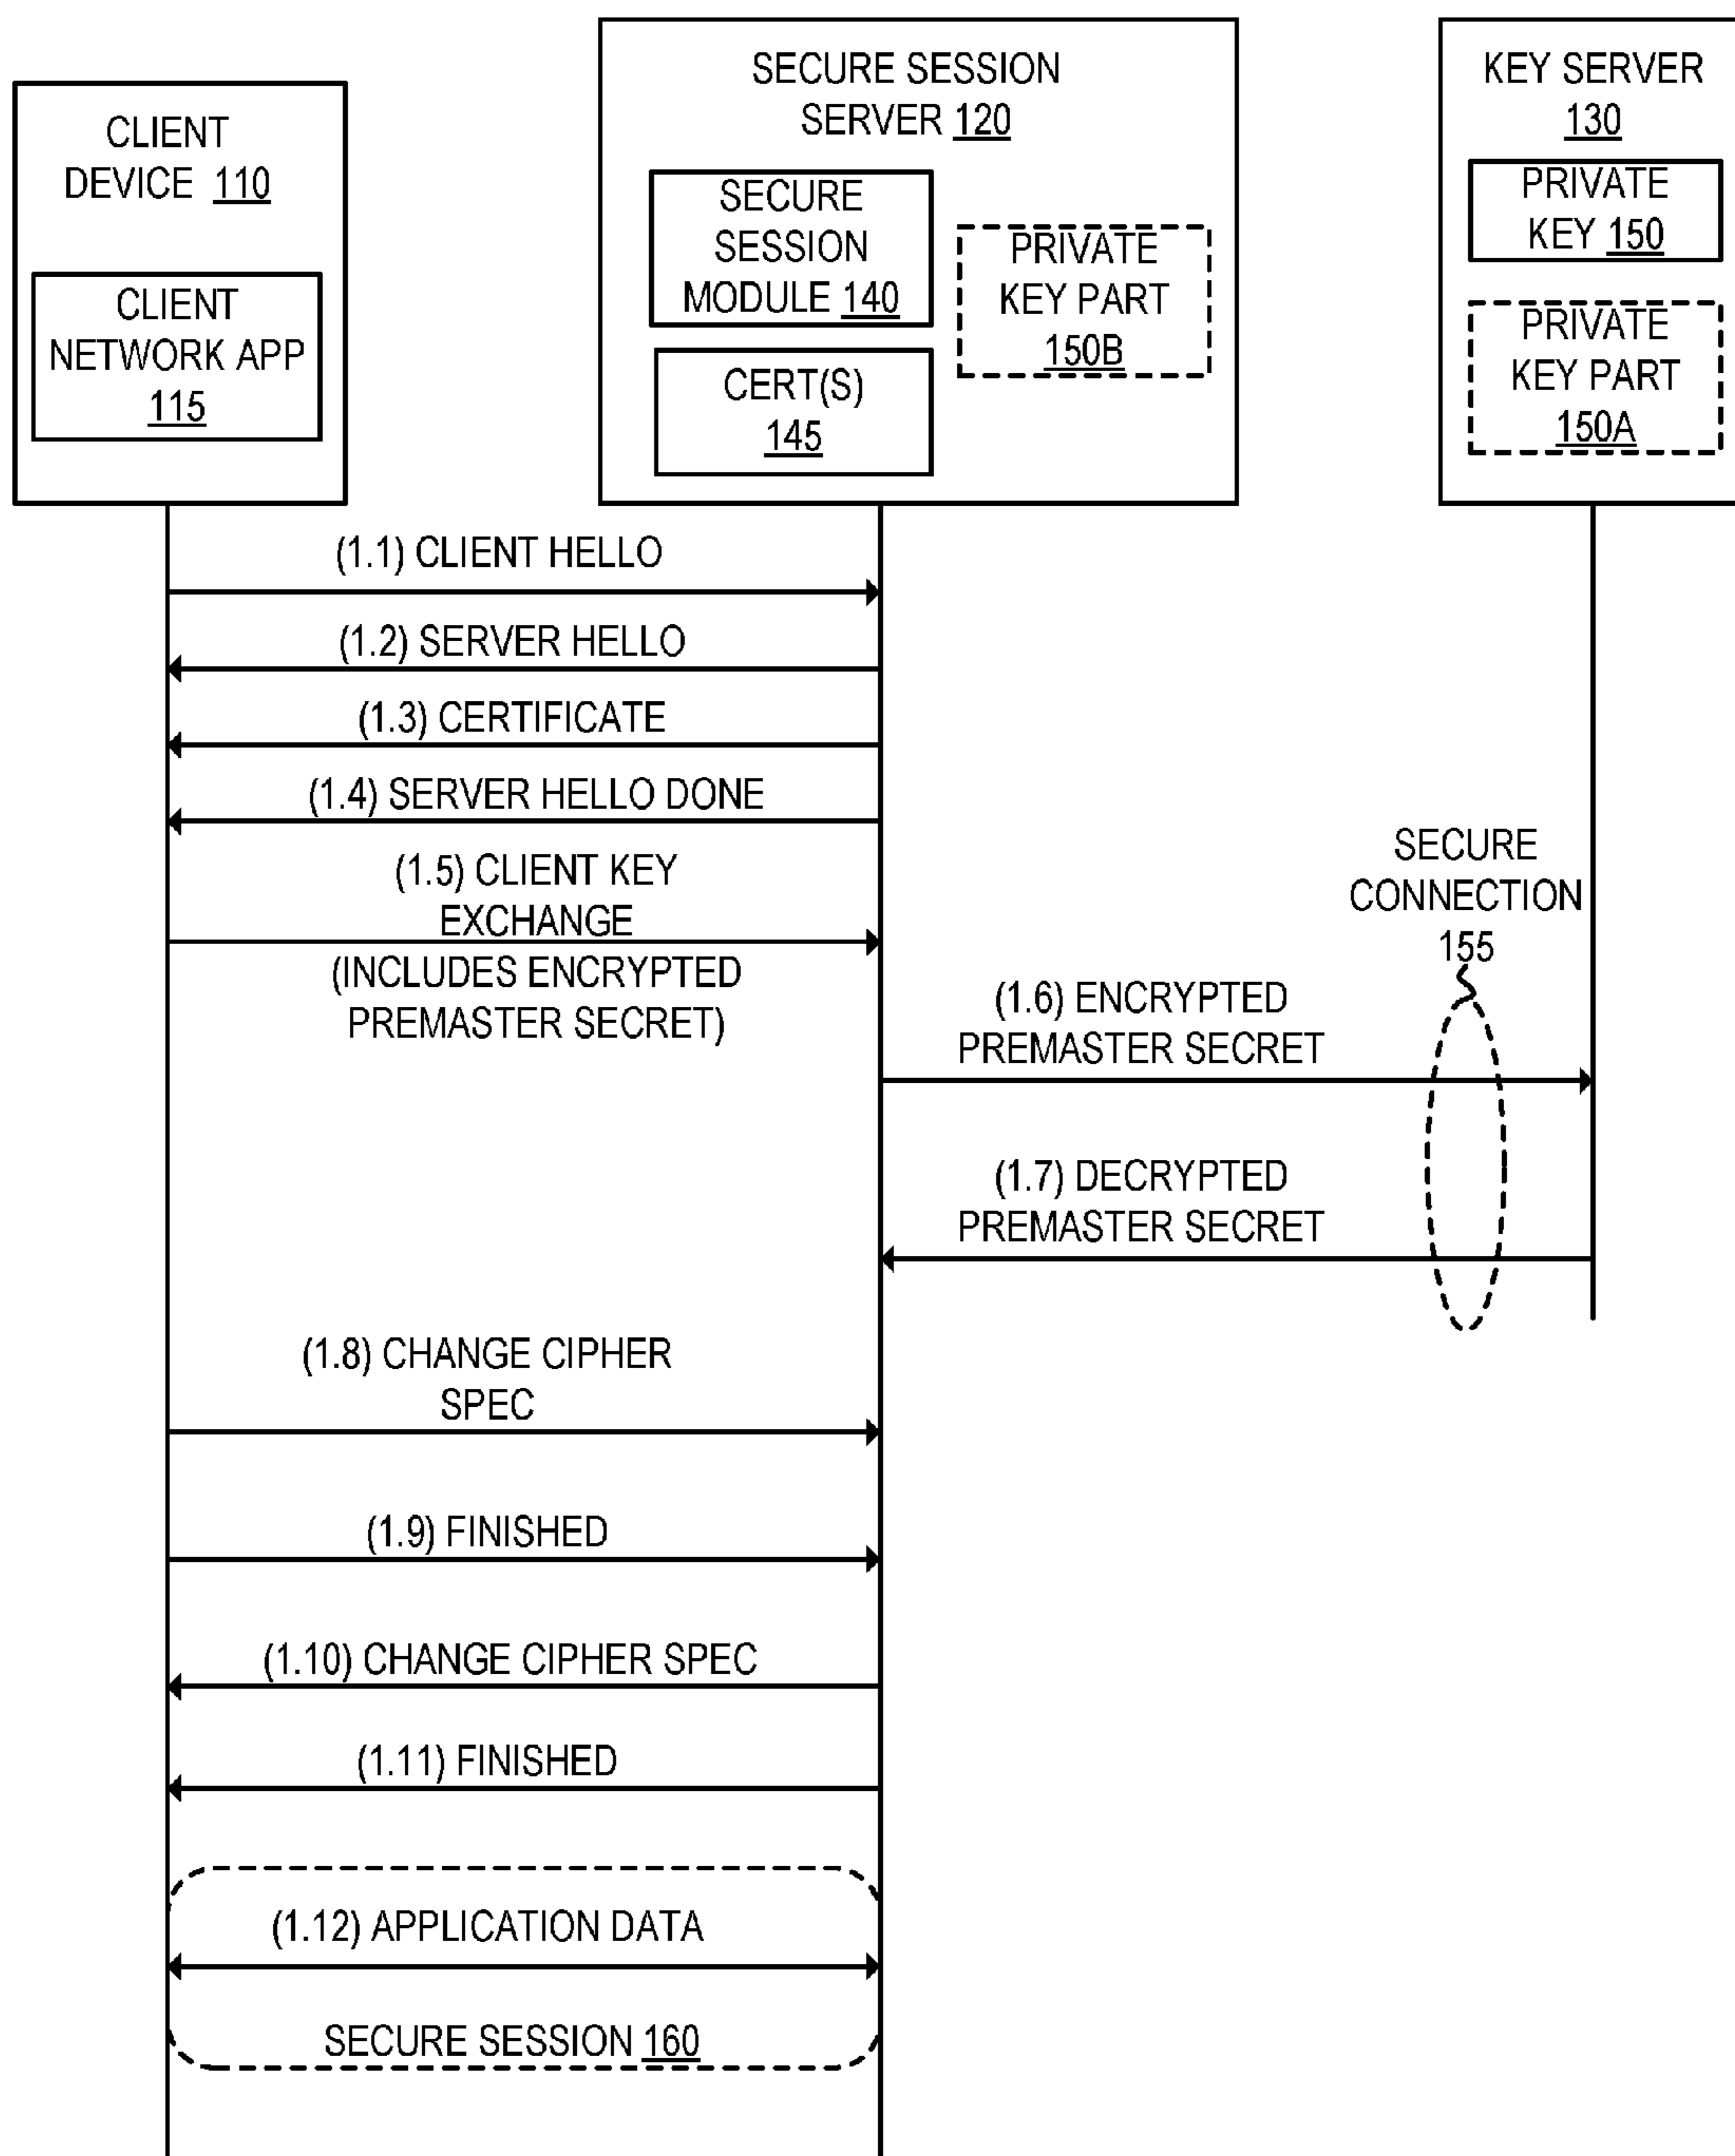 CLIENT
DEVICE 110
CLIENT
NETWORK APP
115
SECURE SESSION
SERVER 120
SECURE
SESSION
MODULE 140
CERT(S)
145
PRIVATE
KEY PART
150B
KEY SERVER
130
PRIVATE
KEY 150
PRIVATE
KEY PART
150A
(1.1) CLIENT HELLO
(1.2) SERVER HELLO
(1.3) CERTIFICATE
(1.4) SERVER HELLO DONE
(1.5) CLIENT KEY
EXCHANGE
(INCLUDES ENCRYPTED
PREMASTER SECRET)
SECURE
CONNECTION
155
(1.6) ENCRYPTED
PREMASTER SECRET
(1.7) DECRYPTED
PREMASTER SECRET
(1.8) CHANGE CIPHER
SPEC
(1.9) FINISHED
(1.10) CHANGE CIPHER SPEC
(1.11) FINISHED
(1.12) APPLICATION DATA
SECURE SESSION 160